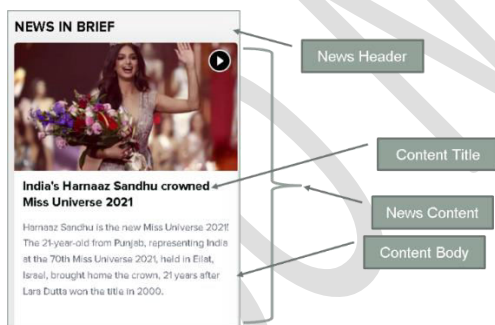 NEWS IN BRIEF
News Header
India's Harnaaz Sandhu crowned
Miss Universe 2021
Content Title
News Content
Content Body
Harnaaz Sandhu is the new Miss Universe 2021!
The 21-year-old from Punjab, representing India
at the 70th Miss Universe 2021, held in Eilat,
Israel, brought home the crown, 21 years after
Lara Dutta won the title in 2000.